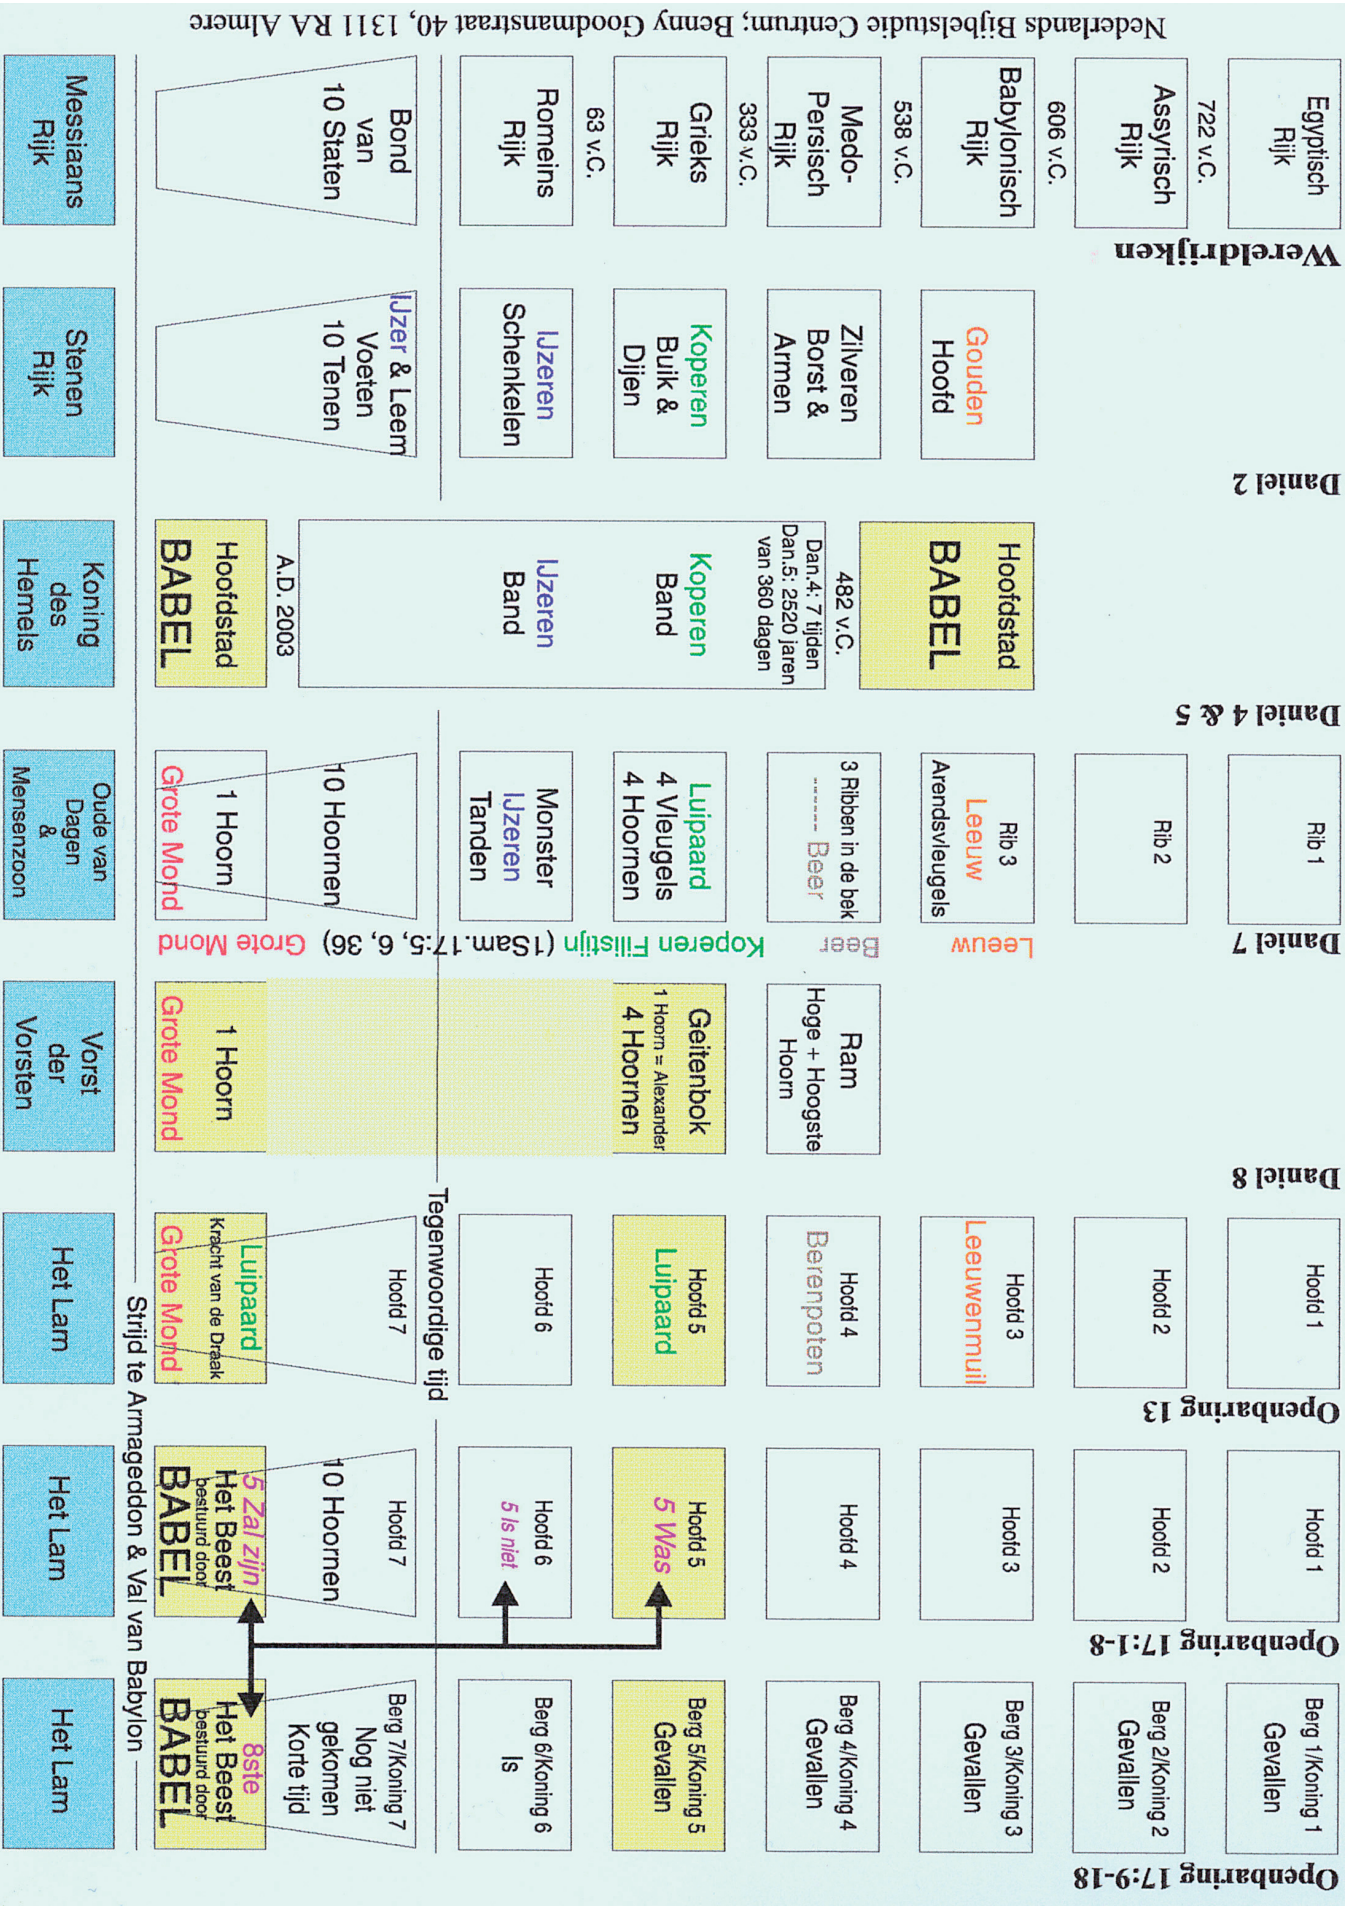 Nederlands Bijbelstudie Centrum; Benny Goodmanstraat 40, 1311 RA Almere
Wereldrijken
Egyptisch
Rijk
722 v.C.
Assyrisch
Rijk
606 v.C.
Babylonisch
Rijk
538 v.C.
Medo-
Persisch
Rijk
333 v.C.
Grieks
Rijk
63 v.C.
Romeins
Rijk
Bond
van
10 Staten
Messiaans
Rijk
Daniel 2
Gouden
Hoofd
Zilveren
Borst &
Armen
Koperen
Buik &
Dijen
IJzeren
Schenkelen
IJzer & Leem
Voeten
10 Tenen
Stenen
Rijk
Daniel 4 & 5
Hoofdstad
BABEL
482 v.C.
Dan.4: 7 tijden
Dan.5: 2520 jaren
van 360 dagen
Koperen
Band
IJzeren
Band
A.D. 2003
Hoofdstad
BABEL
Koning
des
Hemels
Daniel 7
Rib 1
Rib 2
Rib 3
Leeuw
Arendsvleugels
3 Ribben in de bek
------ Beer
Luipaard
4 Vleugels
4 Hoornen
Monster
IJzeren
Tanden
10 Hoornen
1 Hoorn
Grote Mond
Oude van
Dagen
&
Mensenzoon
Grote Mond (1Sam.17:5, 6, 36) Koperen Filistijn Beer Leeuw
Daniel 8
Ram
Hoge + Hoogste
Hoorn
Geitenbok
1 Hoorn = Alexander
4 Hoornen
1 Hoorn
Grote Mond
Vorst
der
Vorsten
Tegenwoordige tijd
Strijd te Armageddon & Val van Babylon
Openbaring 13
Hoofd 1
Hoofd 2
Hoofd 3
Leeuwenmuil
Hoofd 4
Berenpoten
Hoofd 5
Luipaard
Hoofd 6
Hoofd 7
Luipaard
Kracht van de Draak
Grote Mond
Het Lam
Openbaring 17:1-8
Hoofd 1
Hoofd 2
Hoofd 3
Hoofd 4
Hoofd 5
5 Was
Hoofd 6
5 Is niet
Hoofd 7
10 Hoornen
5 Zal zijn
Het Beest
bestuurd door
BABEL
Het Lam
Openbaring 17:9-18
Berg 1/Koning 1
Gevallen
Berg 2/Koning 2
Gevallen
Berg 3/Koning 3
Gevallen
Berg 4/Koning 4
Gevallen
Berg 5/Koning 5
Gevallen
Berg 6/Koning 6
Is
Berg 7/Koning 7
Nog niet
gekomen
Korte tijd
8ste
Het Beest
bestuurd door
BABEL
Het Lam